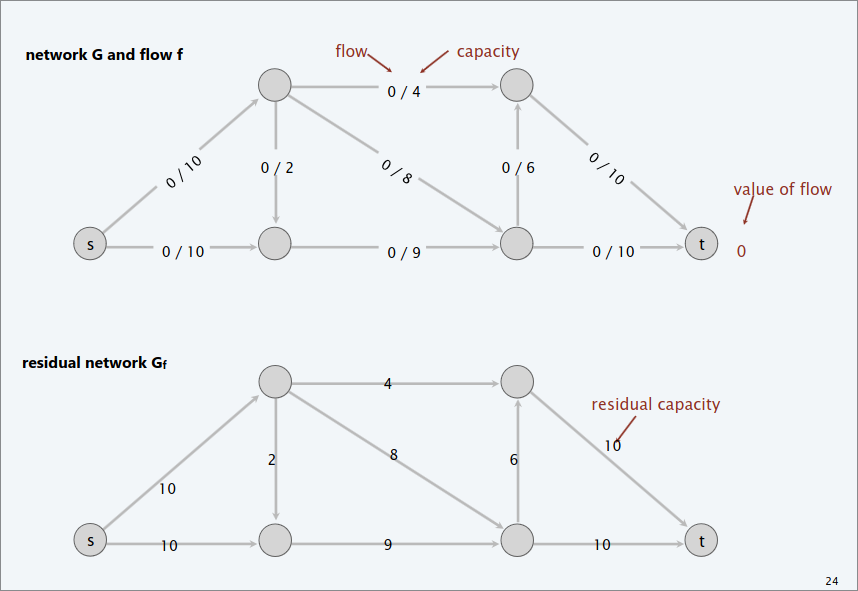 network G and flow f
flow
capacity
0 / 4
0 / 10
0 / 2
0 / 8
0 / 6
0 / 10
value of flow
s
0 / 10
0 / 9
0 / 10
t
0
residual network Gf
4
residual capacity
10
2
8
6
10
s
10
9
10
t
24